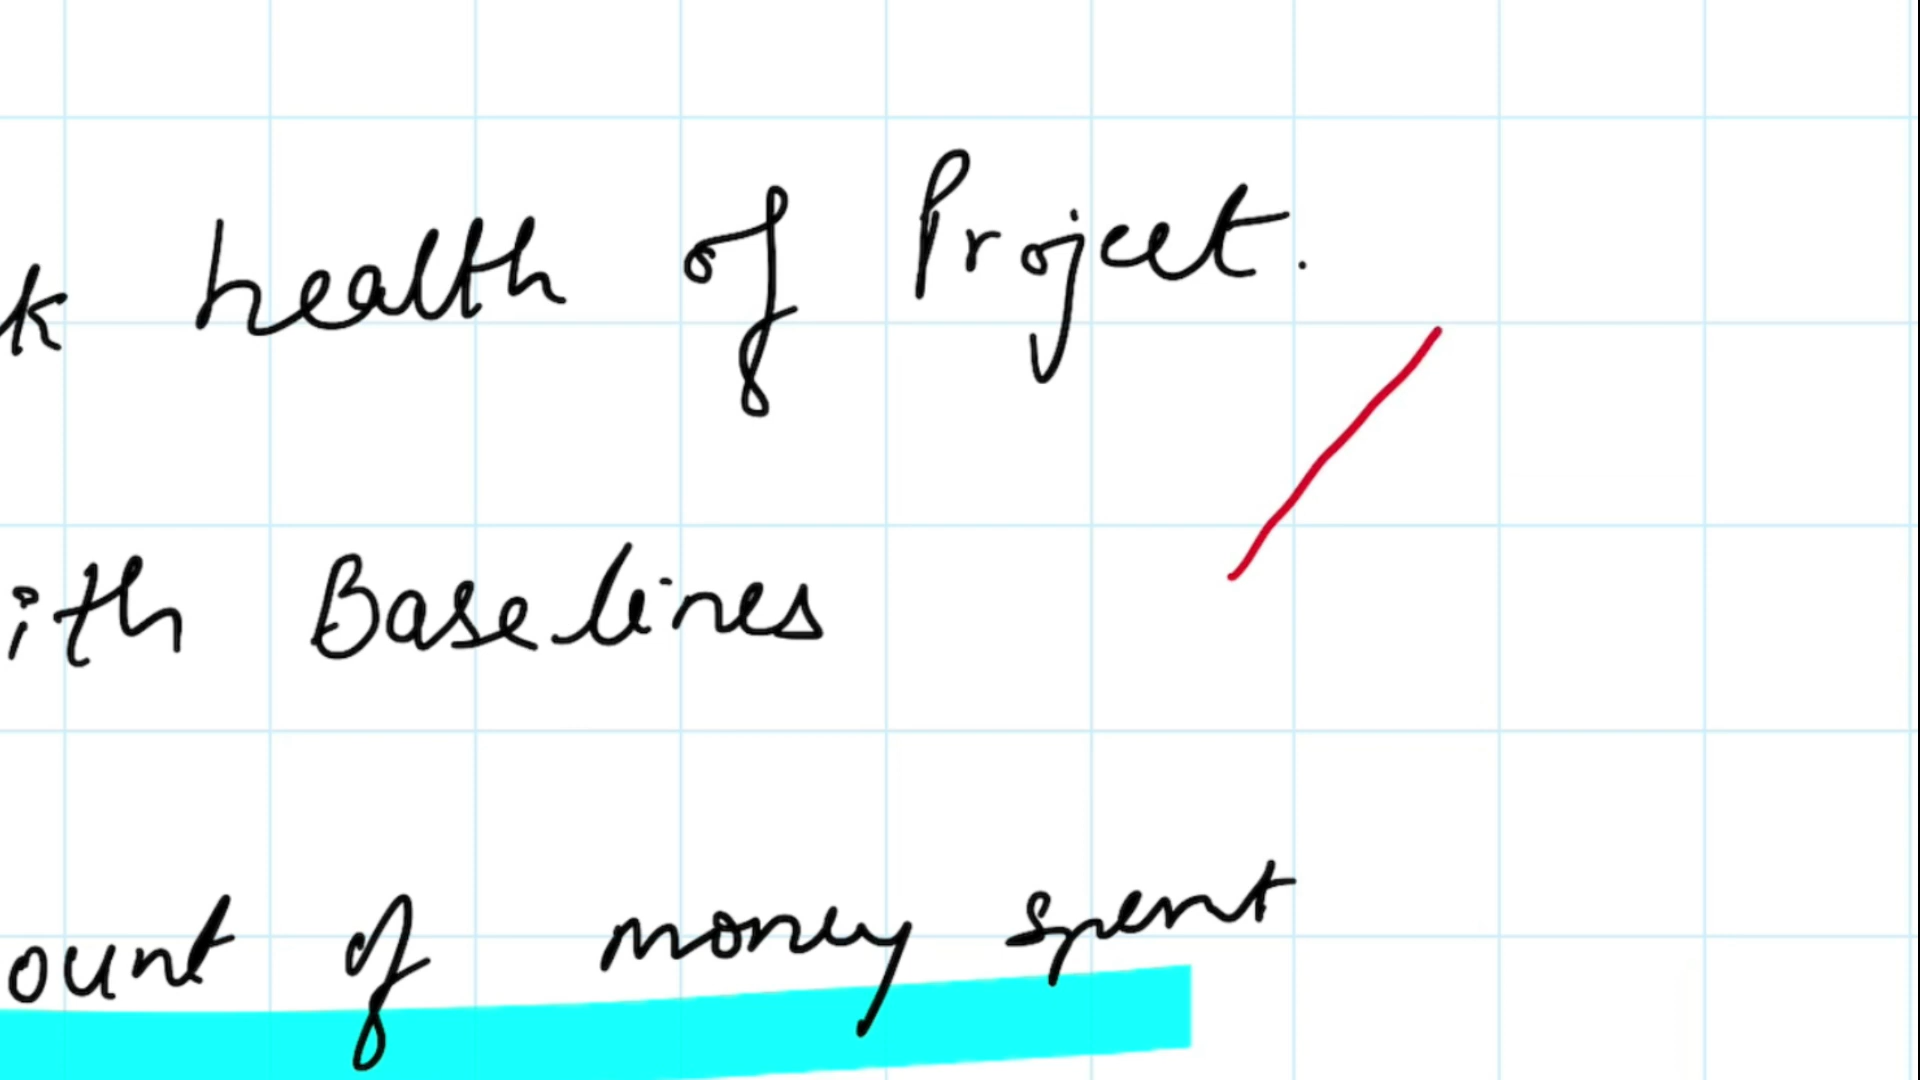 k health of Project.
ith Baselines
ount of money spent